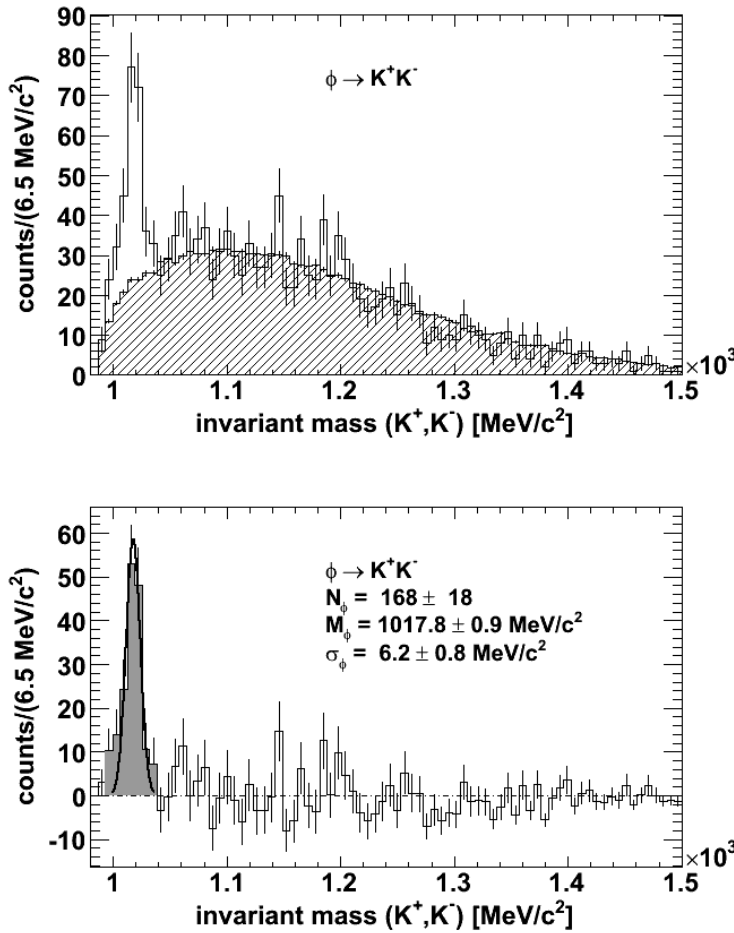 90
80
70
60
50
40
30
20
10
0
counts/(6.5 MeV/c²)
ϕ → K⁺K⁻
1 1.1 1.2 1.3 1.4 1.5
×10³
invariant mass (K⁺,K⁻) [MeV/c²]
60
50
40
30
20
10
0
-10
counts/(6.5 MeV/c²)
ϕ → K⁺K⁻
N_ϕ = 168 ± 18
M_ϕ = 1017.8 ± 0.9 MeV/c²
σ_ϕ = 6.2 ± 0.8 MeV/c²
1 1.1 1.2 1.3 1.4 1.5
×10³
invariant mass (K⁺,K⁻) [MeV/c²]